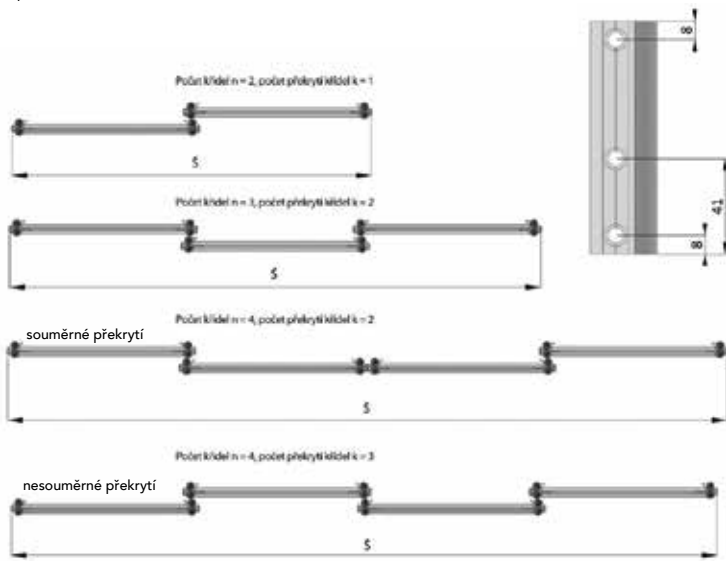 Počet křídel n = 2, počet překrytí křídel k = 1
Š
Počet křídel n = 3, počet překrytí křídel k = 2
Š
Počet křídel n = 4, počet překrytí křídel k = 2
souměrné překrytí
Š
Počet křídel n = 4, počet překrytí křídel k = 3
nesouměrné překrytí
Š
8
41
8